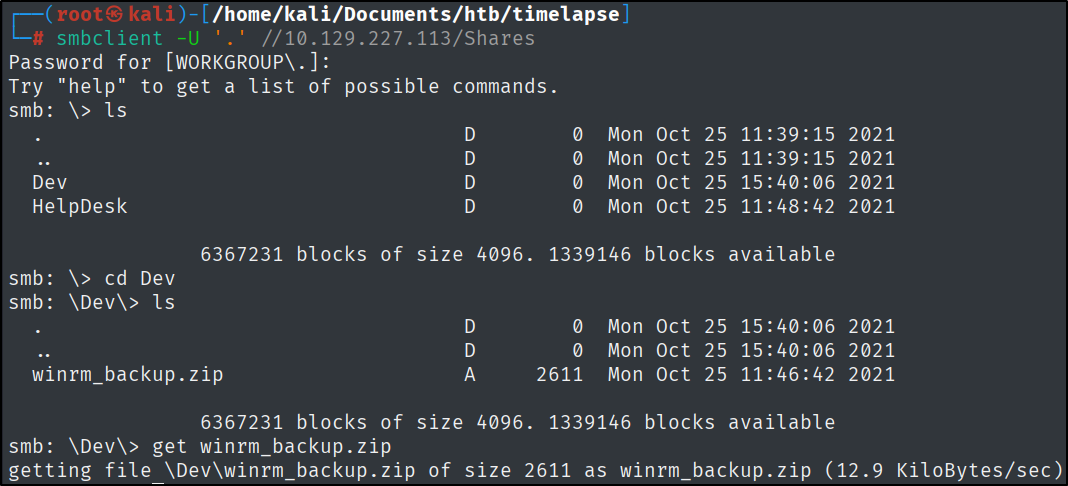 ┌──(root㉿kali)-[/home/kali/Documents/htb/timelapse]
└─# smbclient -U '.' //10.129.227.113/Shares
Password for [WORKGROUP\.]:
Try "help" to get a list of possible commands.
smb: \> ls
  .                                   D        0  Mon Oct 25 11:39:15 2021
  ..                                  D        0  Mon Oct 25 11:39:15 2021
  Dev                                 D        0  Mon Oct 25 15:40:06 2021
  HelpDesk                            D        0  Mon Oct 25 11:48:42 2021
                6367231 blocks of size 4096. 1339146 blocks available
smb: \> cd Dev
smb: \Dev\> ls
  .                                   D        0  Mon Oct 25 15:40:06 2021
  ..                                  D        0  Mon Oct 25 15:40:06 2021
  winrm_backup.zip                    A     2611  Mon Oct 25 11:46:42 2021
                6367231 blocks of size 4096. 1339146 blocks available
smb: \Dev\> get winrm_backup.zip
getting file \Dev\winrm_backup.zip of size 2611 as winrm_backup.zip (12.9 KiloBytes/sec)